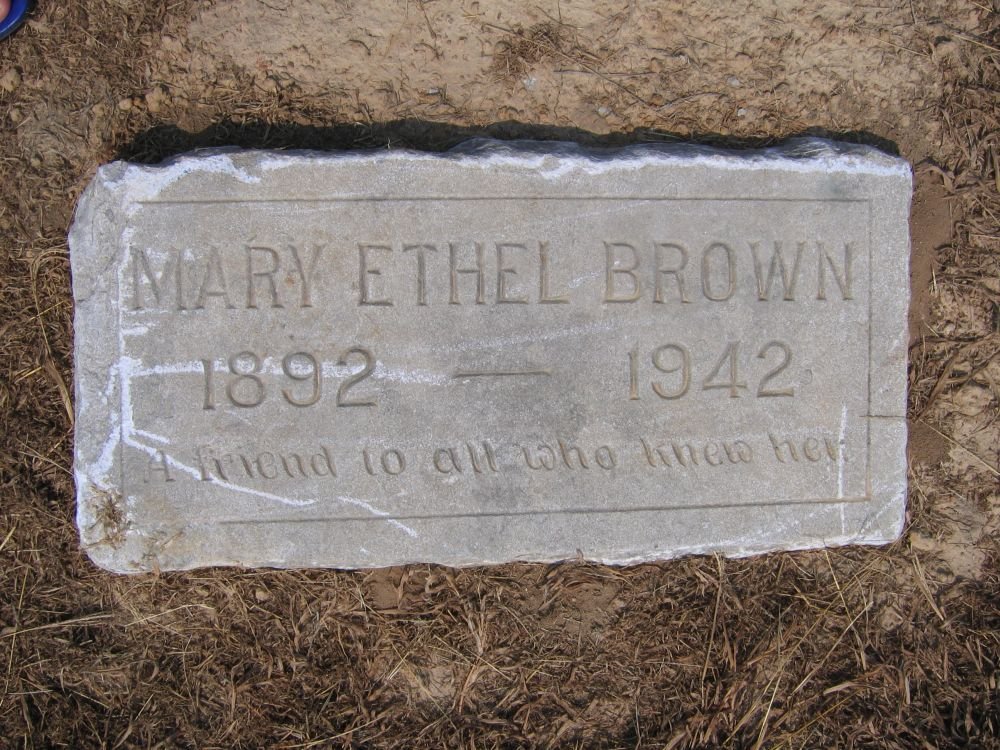 MARY ETHEL BROWN
1892 — 1942
A friend to all who knew her.